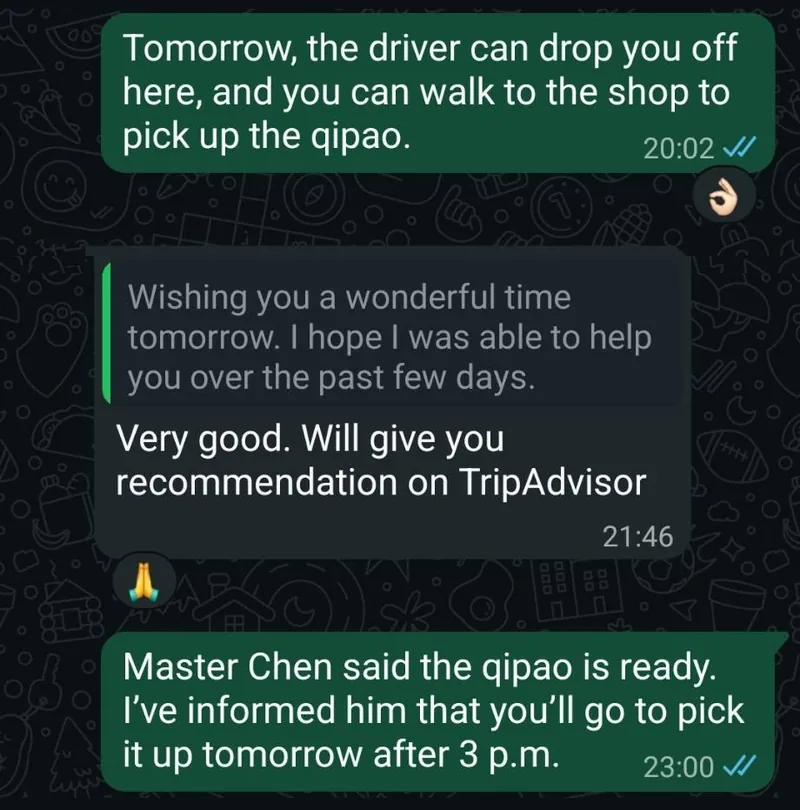 Tomorrow, the driver can drop you off
here, and you can walk to the shop to
pick up the qipao.
20:02
Wishing you a wonderful time
tomorrow. I hope I was able to help
you over the past few days.
Very good. Will give you
recommendation on TripAdvisor
21:46
Master Chen said the qipao is ready.
I’ve informed him that you’ll go to pick
it up tomorrow after 3 p.m.
23:00